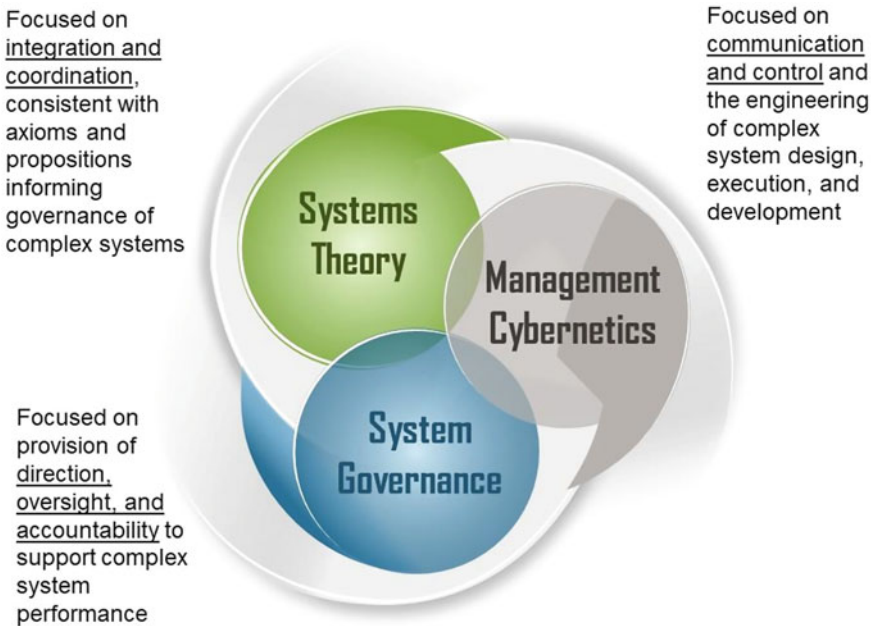 Focused on
integration and
coordination,
consistent with
axioms and
propositions
informing
governance of
complex systems
Focused on
communication
and control and
the engineering
of complex
system design,
execution, and
development
Systems
Theory
Management
Cybernetics
System
Governance
Focused on
provision of
direction,
oversight, and
accountability to
support complex
system
performance